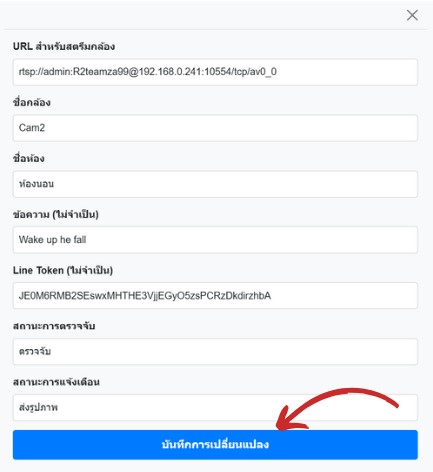 URL สำหรับสตรีมกล้อง
rtsp://admin:R2teamza99@192.168.0.241:10554/tcp/av0_0
ชื่อกล้อง
Cam2
ชื่อห้อง
ห้องนอน
ข้อความ (ไม่จำเป็น)
Wake up he fall
Line Token (ไม่จำเป็น)
JE0M6RMB2SEswxMHTHE3VjjEGyO5zsPCRzDkdirzhbA
สถานะการตรวจจับ
ตรวจจับ
สถานะการแจ้งเตือน
ส่งรูปภาพ
บันทึกการเปลี่ยนแปลง